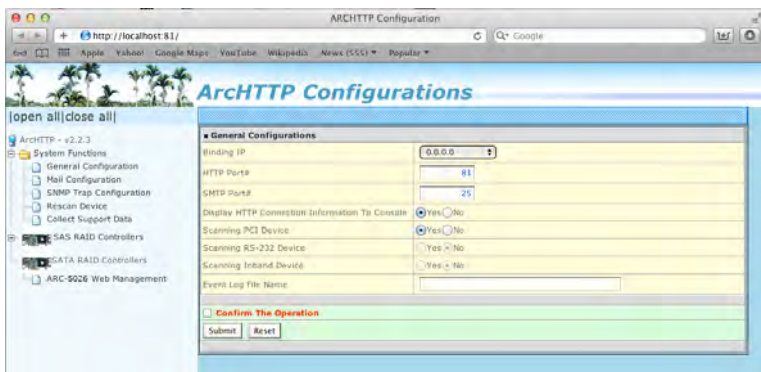 ARCHTTP Configuration
http://localhost:81/
Google
Apple Yahoo! Google Maps YouTube Wikipedia News (555) Popular
ArcHTTP Configurations
|open all|close all|
ArcHTTP - v2.2.3
System Functions
General Configuration
Mail Configuration
SNMP Trap Configuration
Rescan Device
Collect Support Data
SAS RAID Controllers
SATA RAID Controllers
ARC-5026 Web Management
General Configurations
Binding IP 0.0.0.0
HTTP Port# 81
SMTP Port# 25
Display HTTP Connection Information To Console Yes No
Scanning PCI Device Yes No
Scanning RS-232 Device Yes No
Scanning Inband Device Yes No
Event Log File Name
Confirm The Operation
Submit Reset